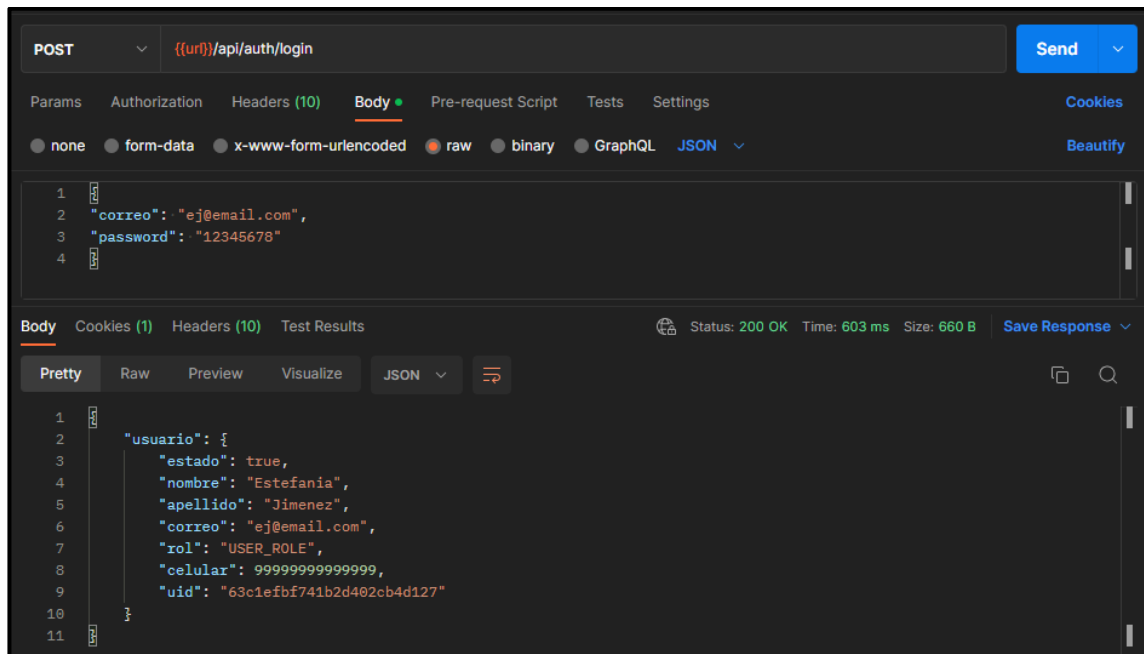 POST {{url}}/api/auth/login Send
Params Authorization Headers (10) Body Pre-request Script Tests Settings Cookies
none form-data x-www-form-urlencoded raw binary GraphQL JSON Beautify
1 {
2 "correo": "ej@email.com",
3 "password": "12345678"
4 }
Body Cookies (1) Headers (10) Test Results Status: 200 OK Time: 603 ms Size: 660 B Save Response
Pretty Raw Preview Visualize JSON
1 {
2 "usuario": {
3 "estado": true,
4 "nombre": "Estefania",
5 "apellido": "Jimenez",
6 "correo": "ej@email.com",
7 "rol": "USER_ROLE",
8 "celular": 99999999999999,
9 "uid": "63c1efbf741b2d402cb4d127"
10 }
11 }